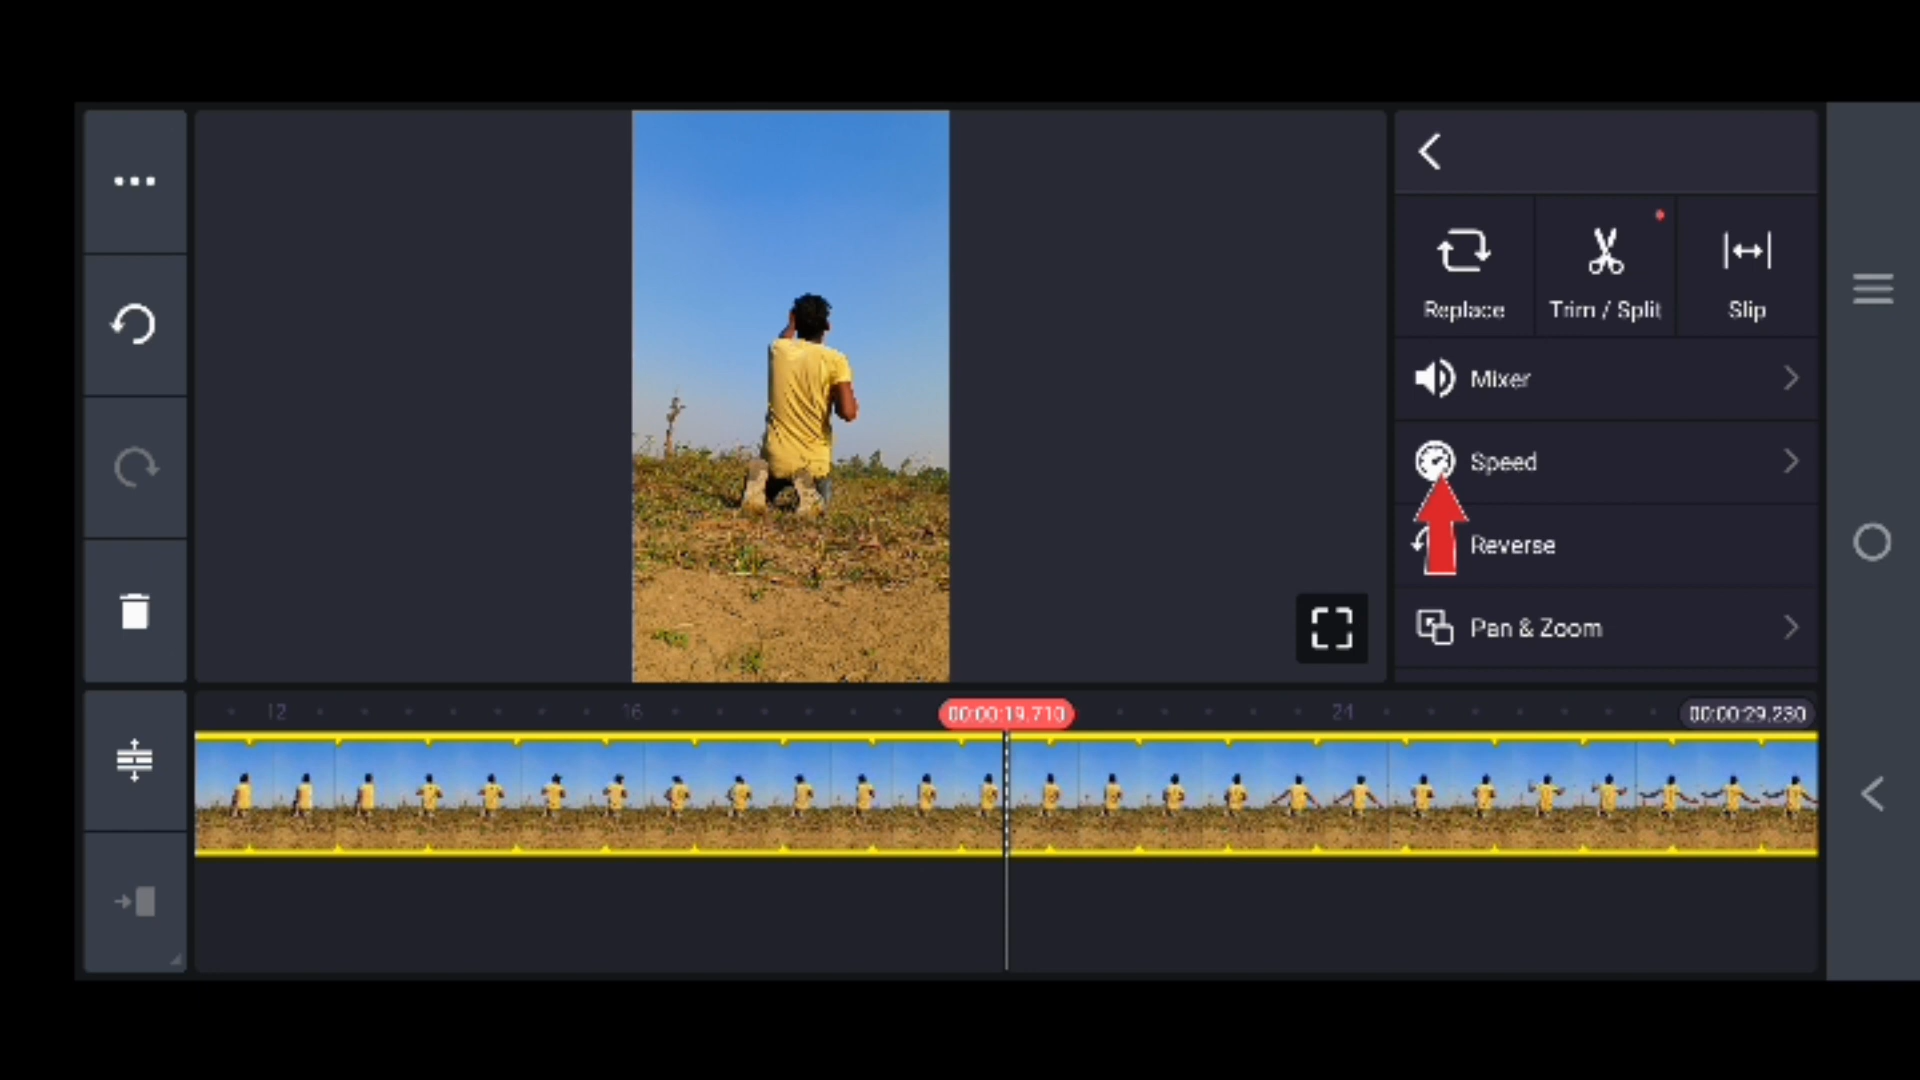 Replace
Trim / Split
Slip
Mixer
Speed
Reverse
Pan & Zoom
12
16
00:00:19.710
24
00:00:29.230